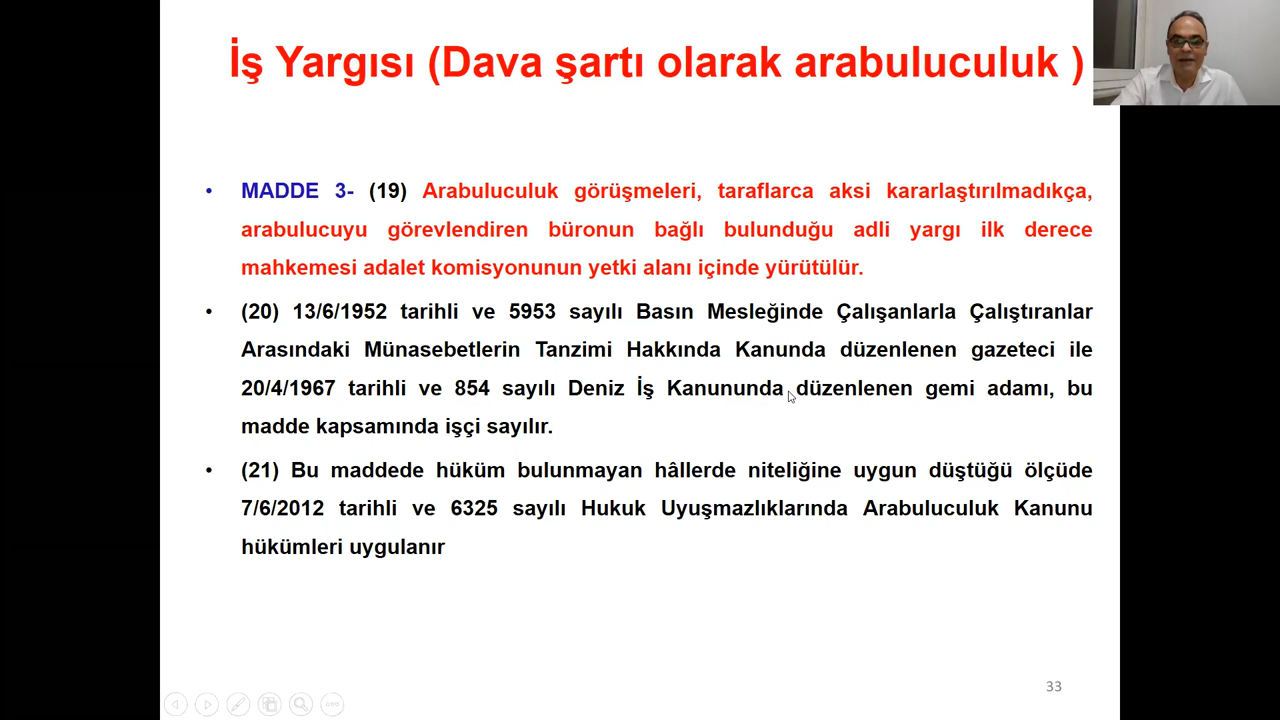 İş Yargısı (Dava şartı olarak arabuluculuk )
• MADDE 3- (19) Arabuluculuk görüşmeleri, taraflarca aksi kararlaştırılmadıkça,
arabulucuyu görevlendiren büronun bağlı bulunduğu adli yargı ilk derece
mahkemesi adalet komisyonunun yetki alanı içinde yürütülür.
• (20) 13/6/1952 tarihli ve 5953 sayılı Basın Mesleğinde Çalışanlarla Çalıştıranlar
Arasındaki Münasebetlerin Tanzimi Hakkında Kanunda düzenlenen gazeteci ile
20/4/1967 tarihli ve 854 sayılı Deniz İş Kanununda düzenlenen gemi adamı, bu
madde kapsamında işçi sayılır.
• (21) Bu maddede hüküm bulunmayan hâllerde niteliğine uygun düştüğü ölçüde
7/6/2012 tarihli ve 6325 sayılı Hukuk Uyuşmazlıklarında Arabuluculuk Kanunu
hükümleri uygulanır
33